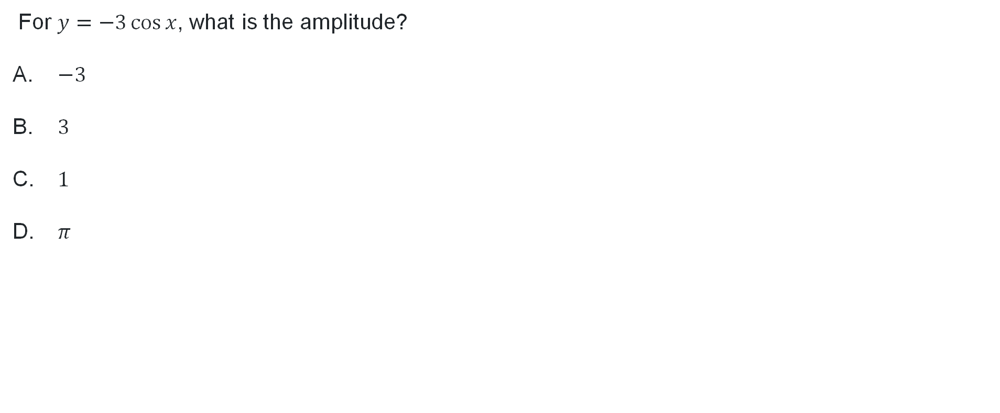 For y = −3 cos x, what is the amplitude?
A. −3
B. 3
C. 1
D. π